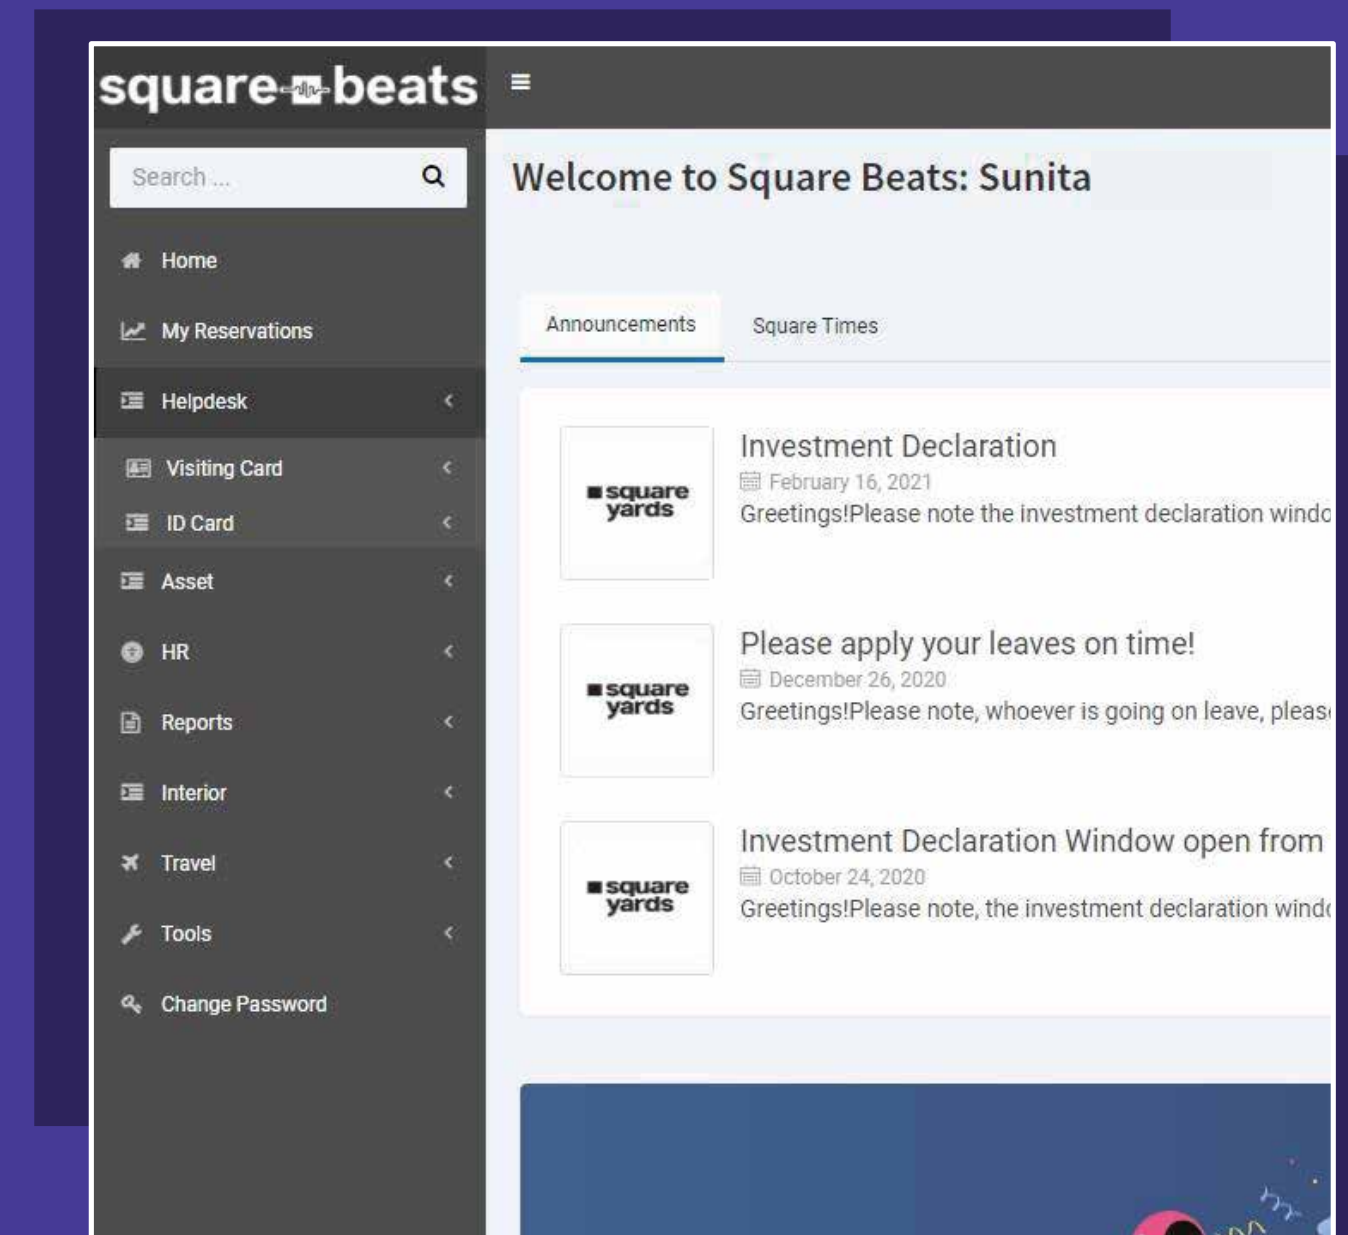 square beats
Search ...
Home
My Reservations
Helpdesk
Visiting Card
ID Card
Asset
HR
Reports
Interior
Travel
Tools
Change Password
Welcome to Square Beats: Sunita
Announcements
Square Times
square
yards
Investment Declaration
February 16, 2021
Greetings!Please note the investment declaration
square
yards
Please apply your leaves on time!
December 26, 2020
Greetings!Please note, whoever is going on leave,
square
yards
Investment Declaration Window open from
October 24, 2020
Greetings!Please note, the investment declaration